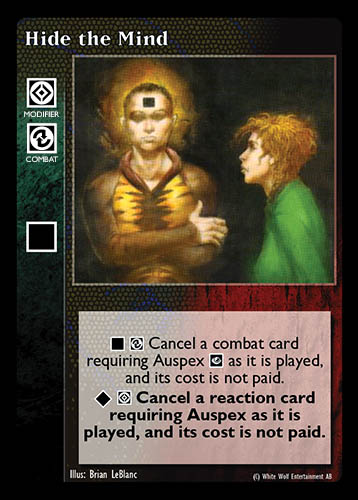 Hide the Mind
MODIFIER
COMBAT
Cancel a combat card
requiring Auspex as it is played,
and its cost is not paid.
Cancel a reaction card
requiring Auspex as it is
played, and its cost is not paid.
Illus: Brian LeBlanc (C) White Wolf Entertainment AB